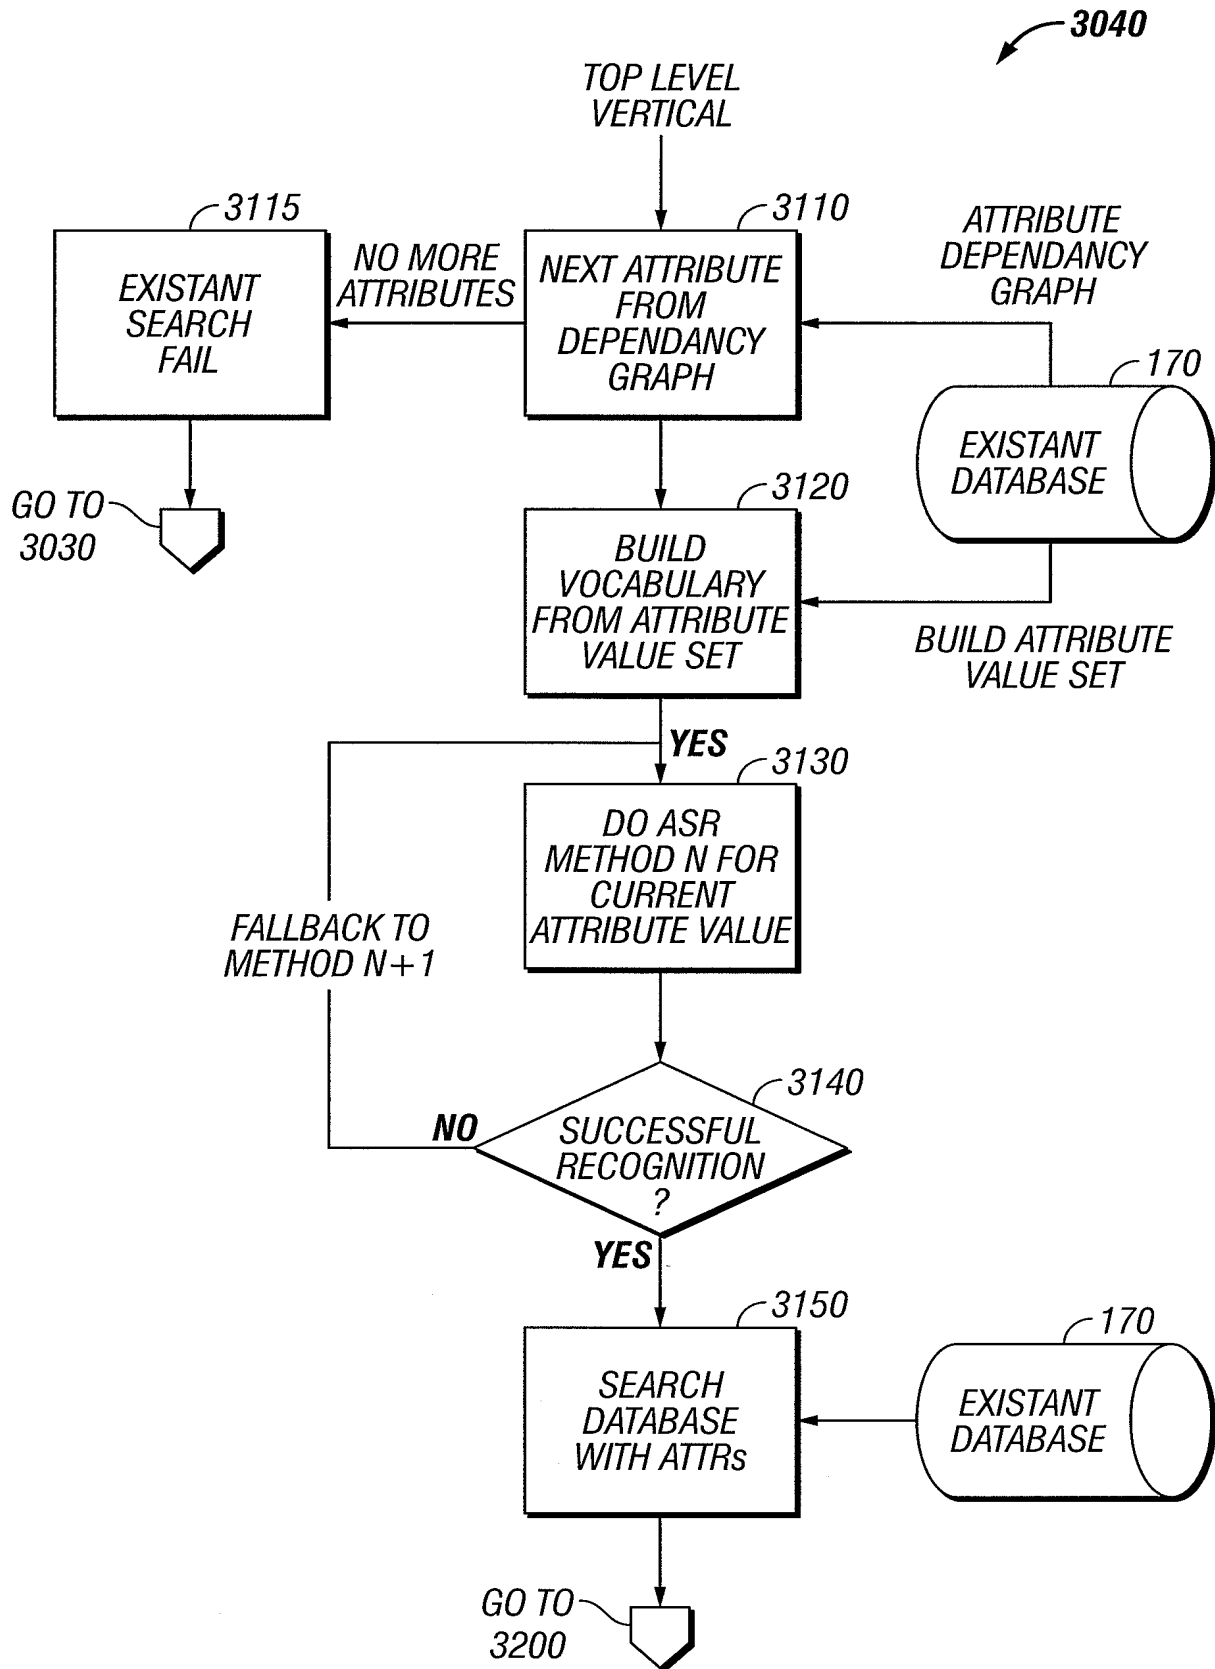 3040
TOP LEVEL
VERTICAL
3115
EXISTANT
SEARCH
FAIL
NO MORE
ATTRIBUTES
3110
NEXT ATTRIBUTE
FROM
DEPENDANCY
GRAPH
ATTRIBUTE
DEPENDANCY
GRAPH
170
EXISTANT
DATABASE
GO TO
3030
3120
BUILD
VOCABULARY
FROM ATTRIBUTE
VALUE SET
BUILD ATTRIBUTE
VALUE SET
YES
3130
DO ASR
METHOD N FOR
CURRENT
ATTRIBUTE VALUE
FALLBACK TO
METHOD N+1
3140
NO
SUCCESSFUL
RECOGNITION
?
YES
3150
SEARCH
DATABASE
WITH ATTRs
170
EXISTANT
DATABASE
GO TO
3200